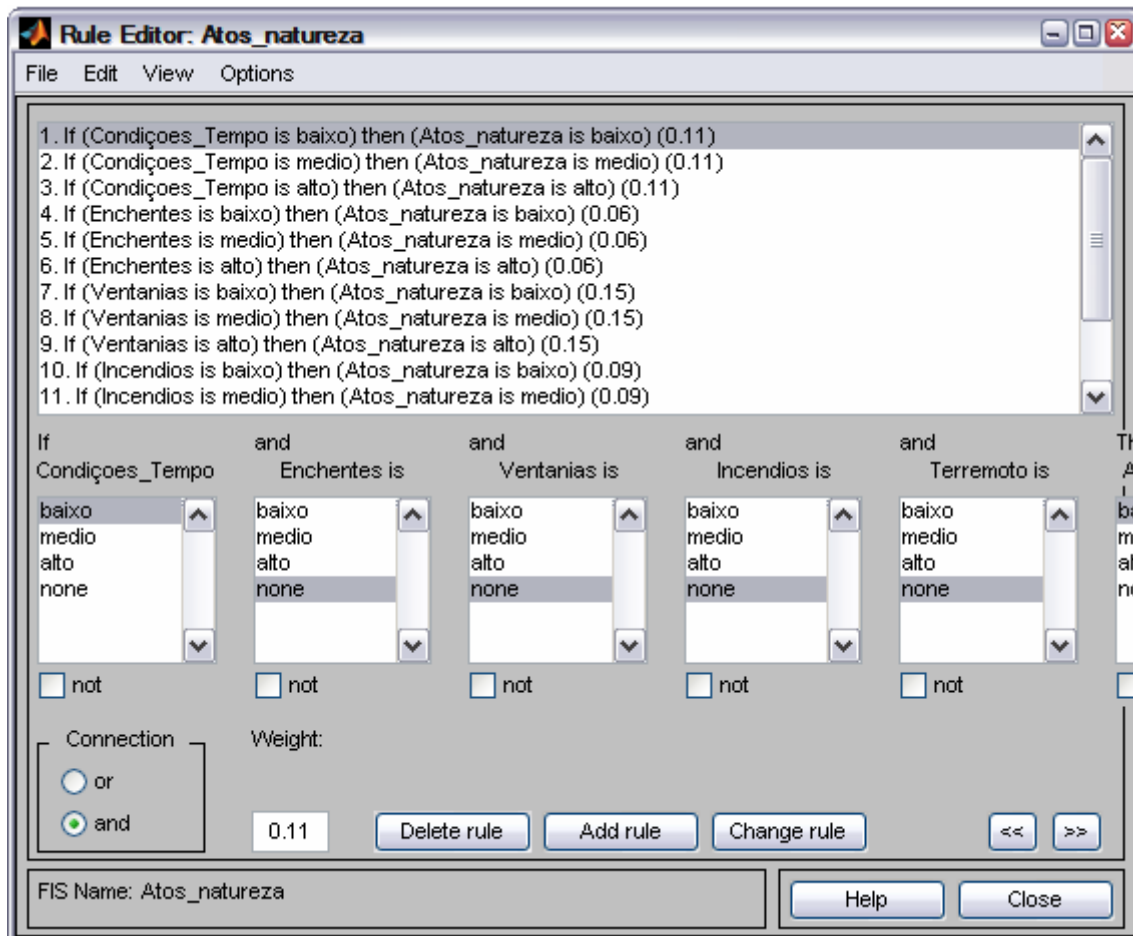 Rule Editor: Atos_natureza
File Edit View Options
1. If (Condiçoes_Tempo is baixo) then (Atos_natureza is baixo) (0.11)
2. If (Condiçoes_Tempo is medio) then (Atos_natureza is medio) (0.11)
3. If (Condiçoes_Tempo is alto) then (Atos_natureza is alto) (0.11)
4. If (Enchentes is baixo) then (Atos_natureza is baixo) (0.06)
5. If (Enchentes is medio) then (Atos_natureza is medio) (0.06)
6. If (Enchentes is alto) then (Atos_natureza is alto) (0.06)
7. If (Ventanias is baixo) then (Atos_natureza is baixo) (0.15)
8. If (Ventanias is medio) then (Atos_natureza is medio) (0.15)
9. If (Ventanias is alto) then (Atos_natureza is alto) (0.15)
10. If (Incendios is baixo) then (Atos_natureza is baixo) (0.09)
11. If (Incendios is medio) then (Atos_natureza is medio) (0.09)
If and and and and
Condiçoes_Tempo Enchentes is Ventanias is Incendios is Terremoto is
baixo baixo baixo baixo baixo
medio medio medio medio medio
alto alto alto alto alto
none none none none none
not not not not not
Connection Weight:
or
and 0.11 Delete rule Add rule Change rule << >>
FIS Name: Atos_natureza Help Close